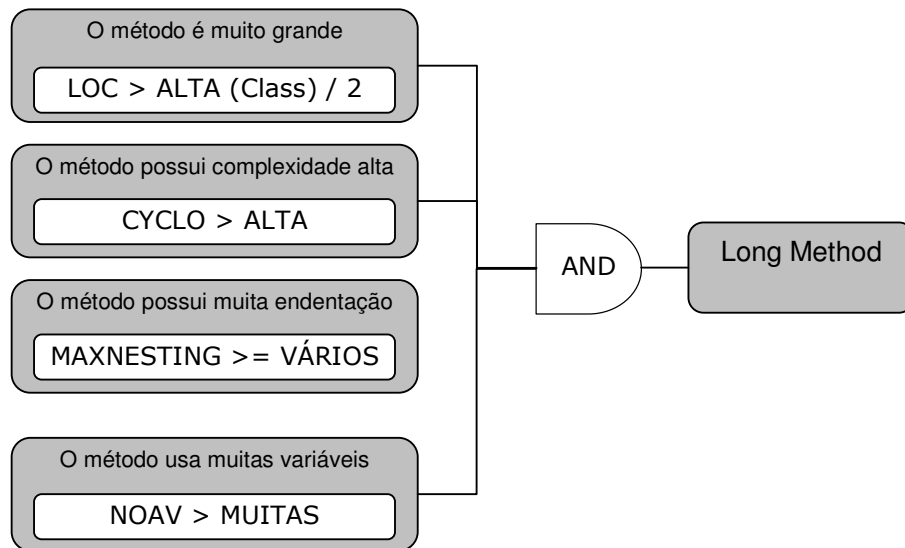 O método é muito grande
LOC > ALTA (Class) / 2
O método possui complexidade alta
CYCLO > ALTA
AND
Long Method
O método possui muita endentação
MAXNESTING >= VÁRIOS
O método usa muitas variáveis
NOAV > MUITAS